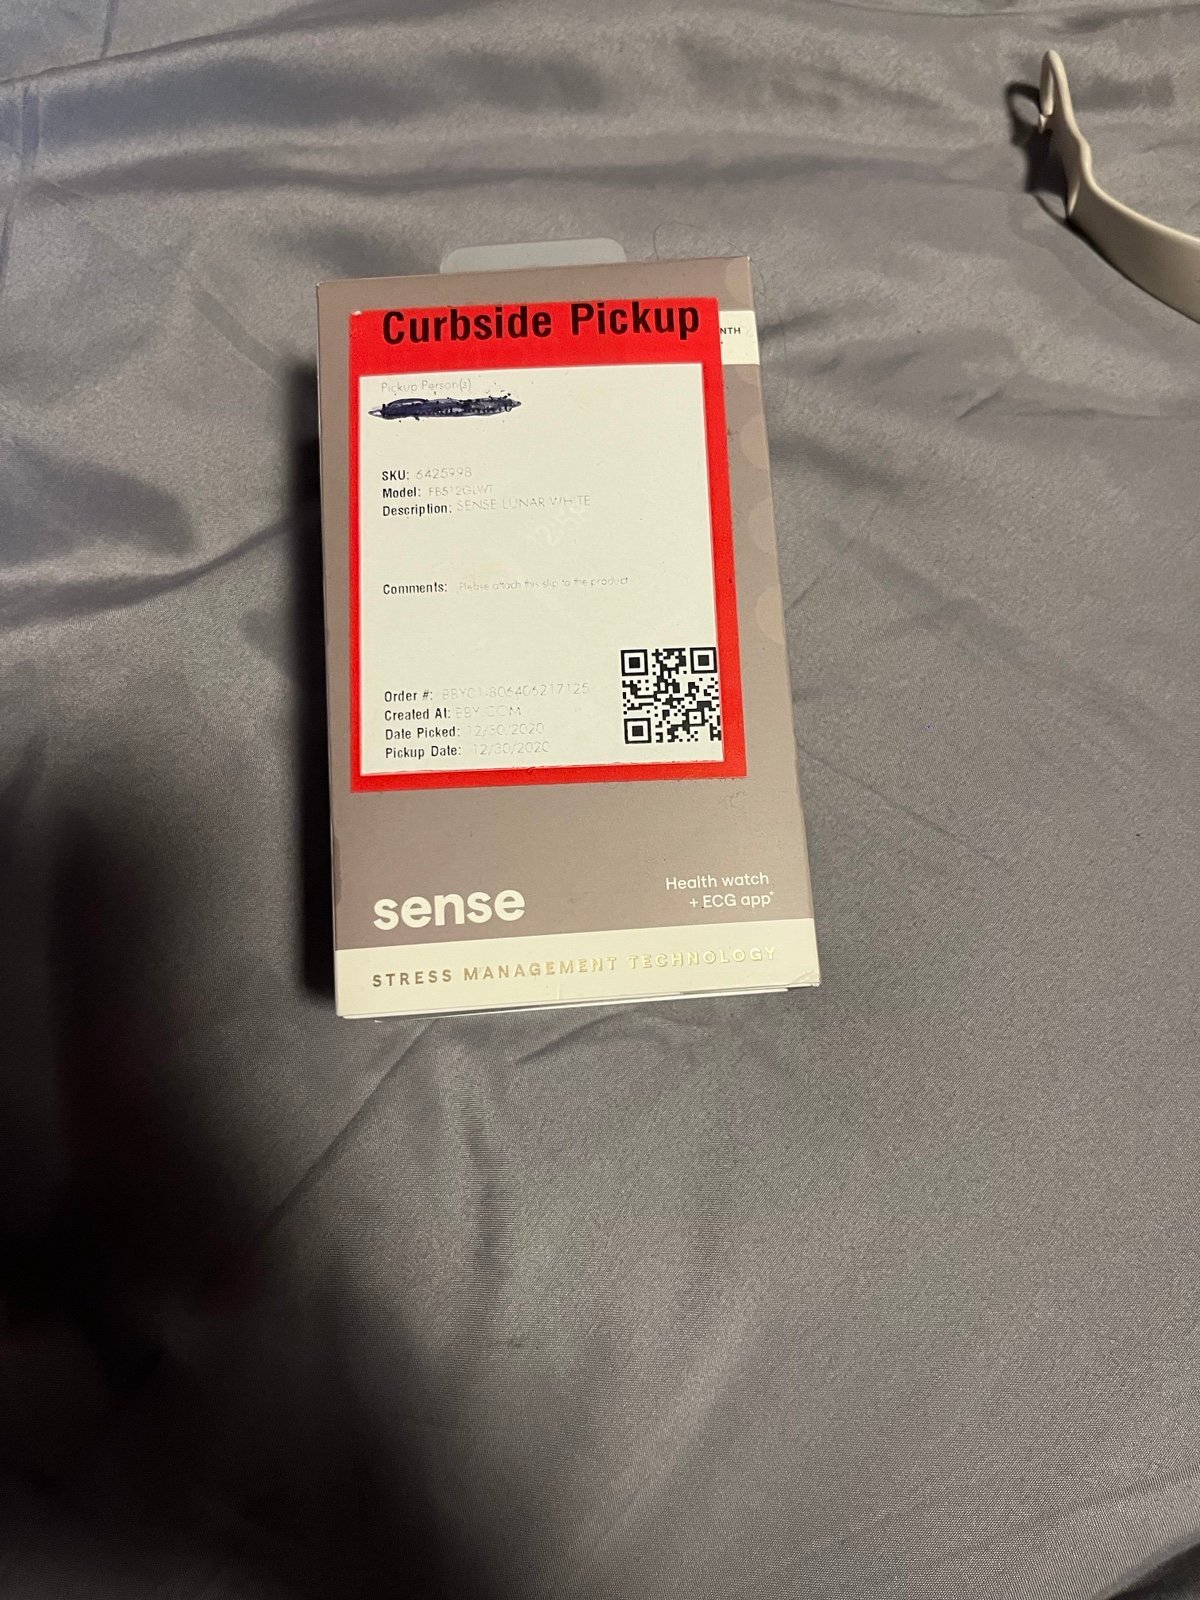 Curbside Pickup
NTH
Pickup Person(s)
SKU: 6425998
Model: FB512GLWT
Description: SENSE LUNAR WHITE
Comments: Please attach this slip to the product
Order #: BBY01-806406217125
Created At: BBY.COM
Date Picked: 12/30/2020
Pickup Date: 12/30/2020
sense
Health watch
+ ECG app*
STRESS MANAGEMENT TECHNOLOGY